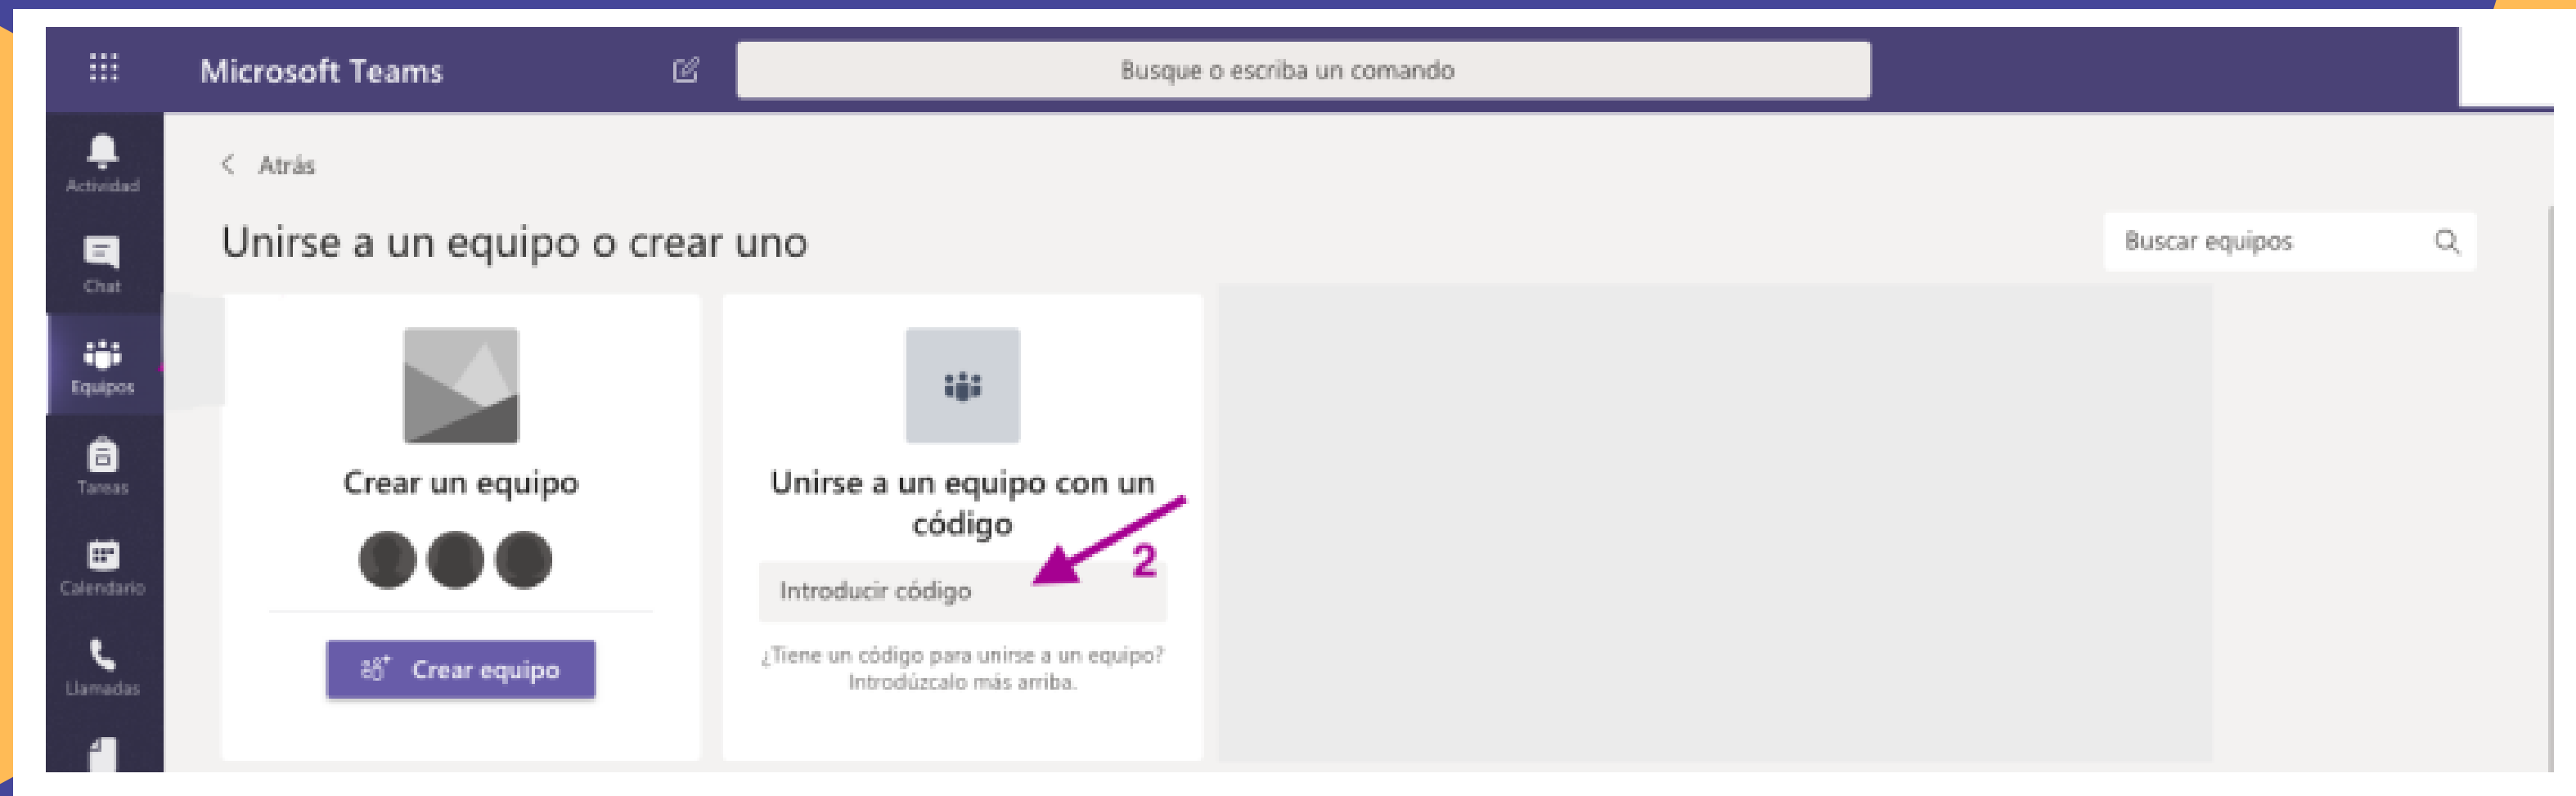 Microsoft Teams
Busque o escriba un comando
Actividad
Chat
Equipos
Tareas
Calendario
Llamadas
< Atrás
Unirse a un equipo o crear uno
Buscar equipos
Crear un equipo
Crear equipo
Unirse a un equipo con un
código
2
Introducir código
¿Tiene un código para unirse a un equipo?
Introdúzcalo más arriba.